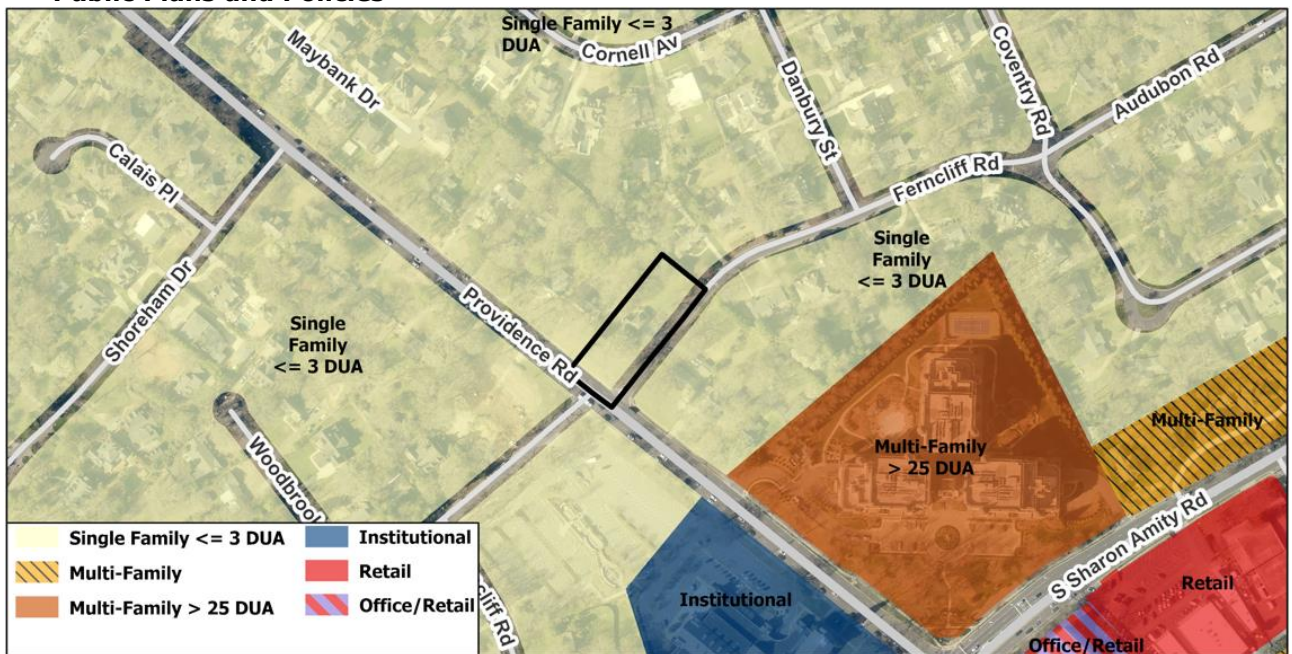 Public Plans and Policies
Single Family <= 3
DUA
Cornell Av
Maybank Dr
Danbury St
Coventry Rd
Audubon Rd
Calais Pl
Ferncliff Rd
Shoreham Dr
Single
Family
<= 3 DUA
Single
Family
<= 3 DUA
Providence Rd
Woodbrook
Multi-Family
Multi-Family
> 25 DUA
S Sharon Amity Rd
cliff Rd
Institutional
Retail
Office/Retail
Single Family <= 3 DUA
Institutional
Multi-Family
Retail
Multi-Family > 25 DUA
Office/Retail